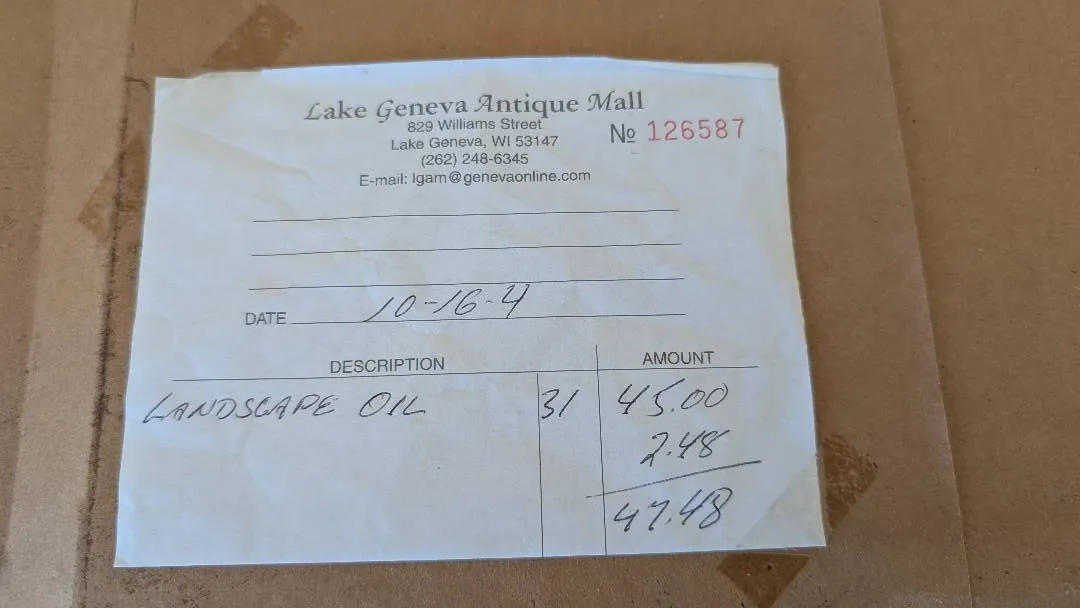 Lake Geneva Antique Mall
829 Williams Street
Lake Geneva, WI 53147
(262) 248-6345
E-mail: lgam@genevaonline.com
№ 126587
DATE 10-16-4
DESCRIPTION AMOUNT
LANDSCAPE OIL 31 45.00
2.48
47.48